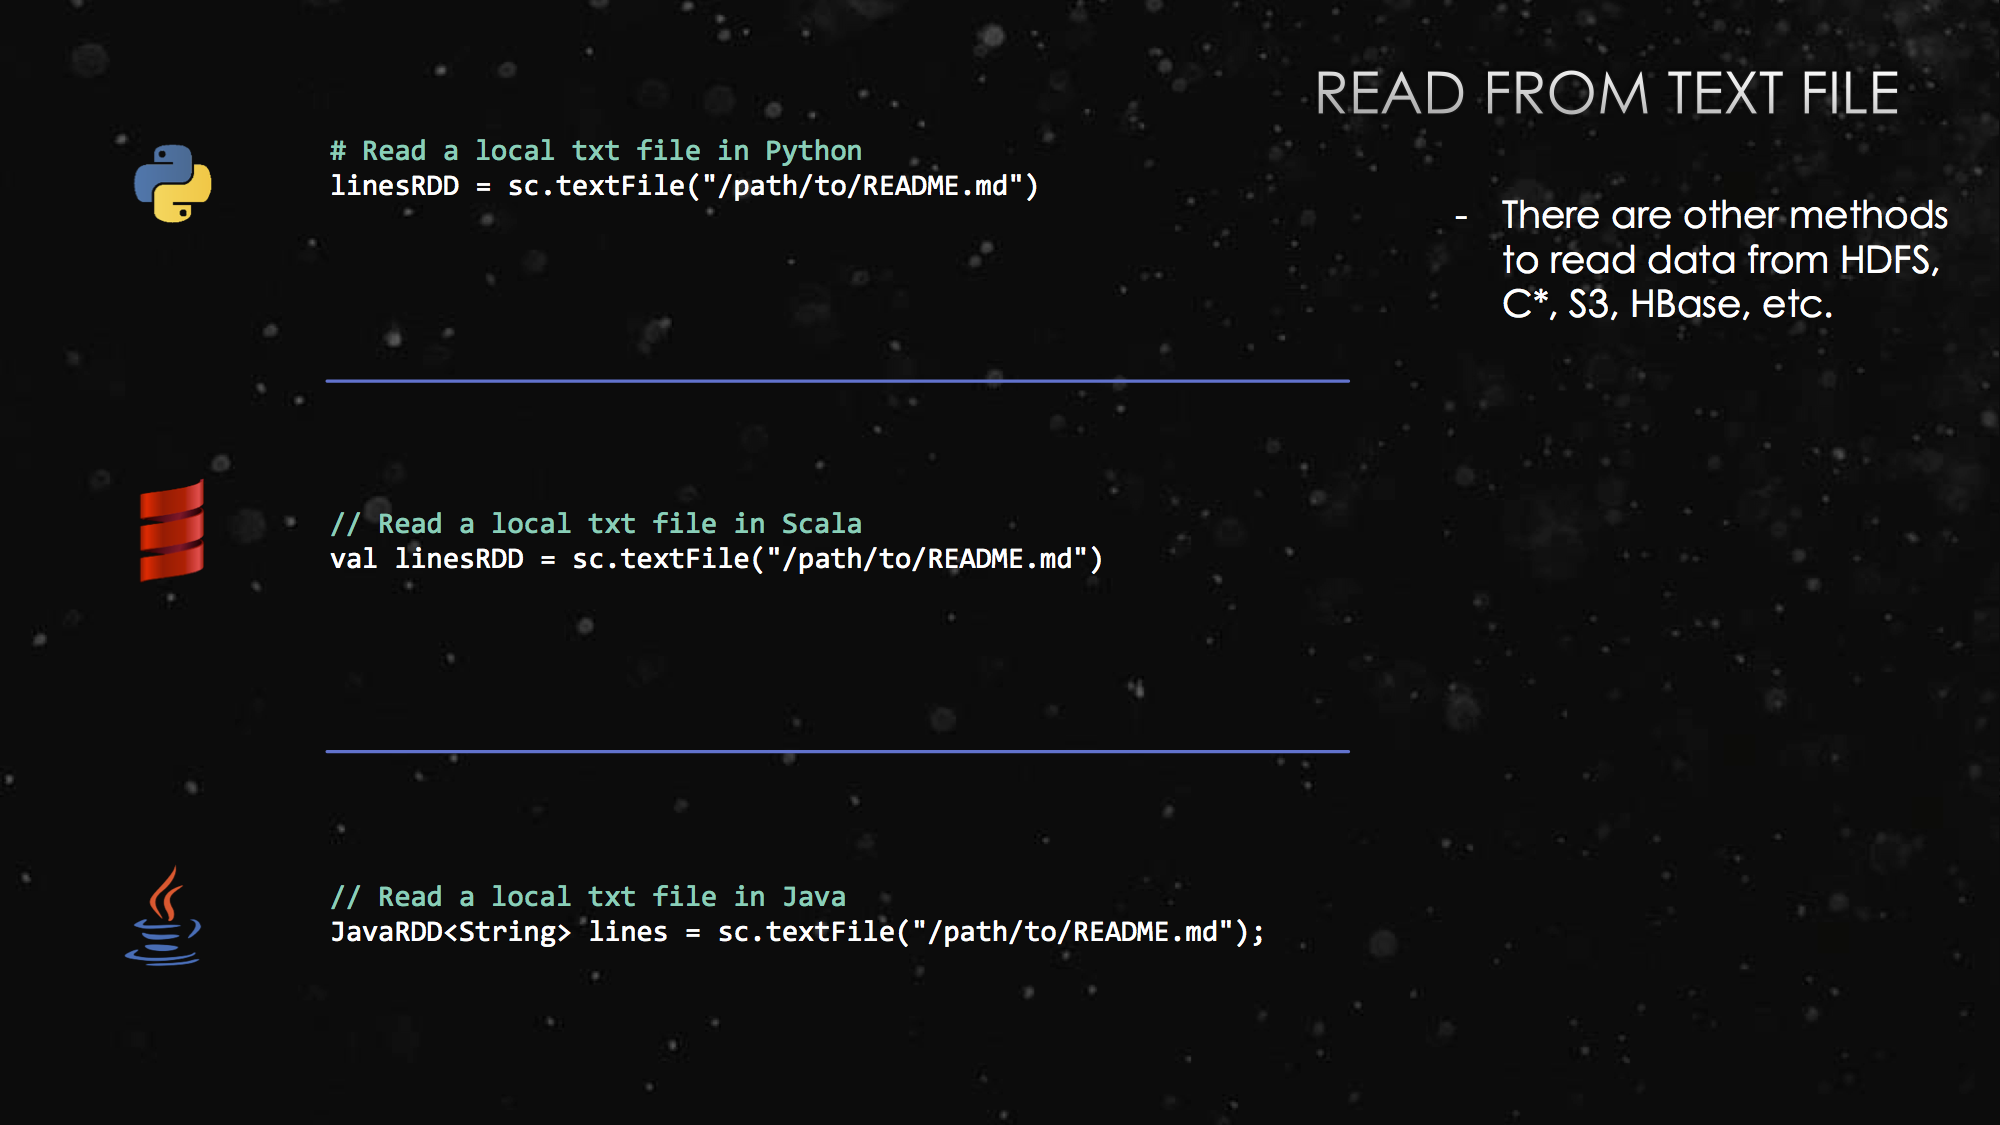 READ FROM TEXT FILE
# Read a local txt file in Python
linesRDD = sc.textFile("/path/to/README.md")
- There are other methods
to read data from HDFS,
C*, S3, HBase, etc.
// Read a local txt file in Scala
val linesRDD = sc.textFile("/path/to/README.md")
// Read a local txt file in Java
JavaRDD<String> lines = sc.textFile("/path/to/README.md");